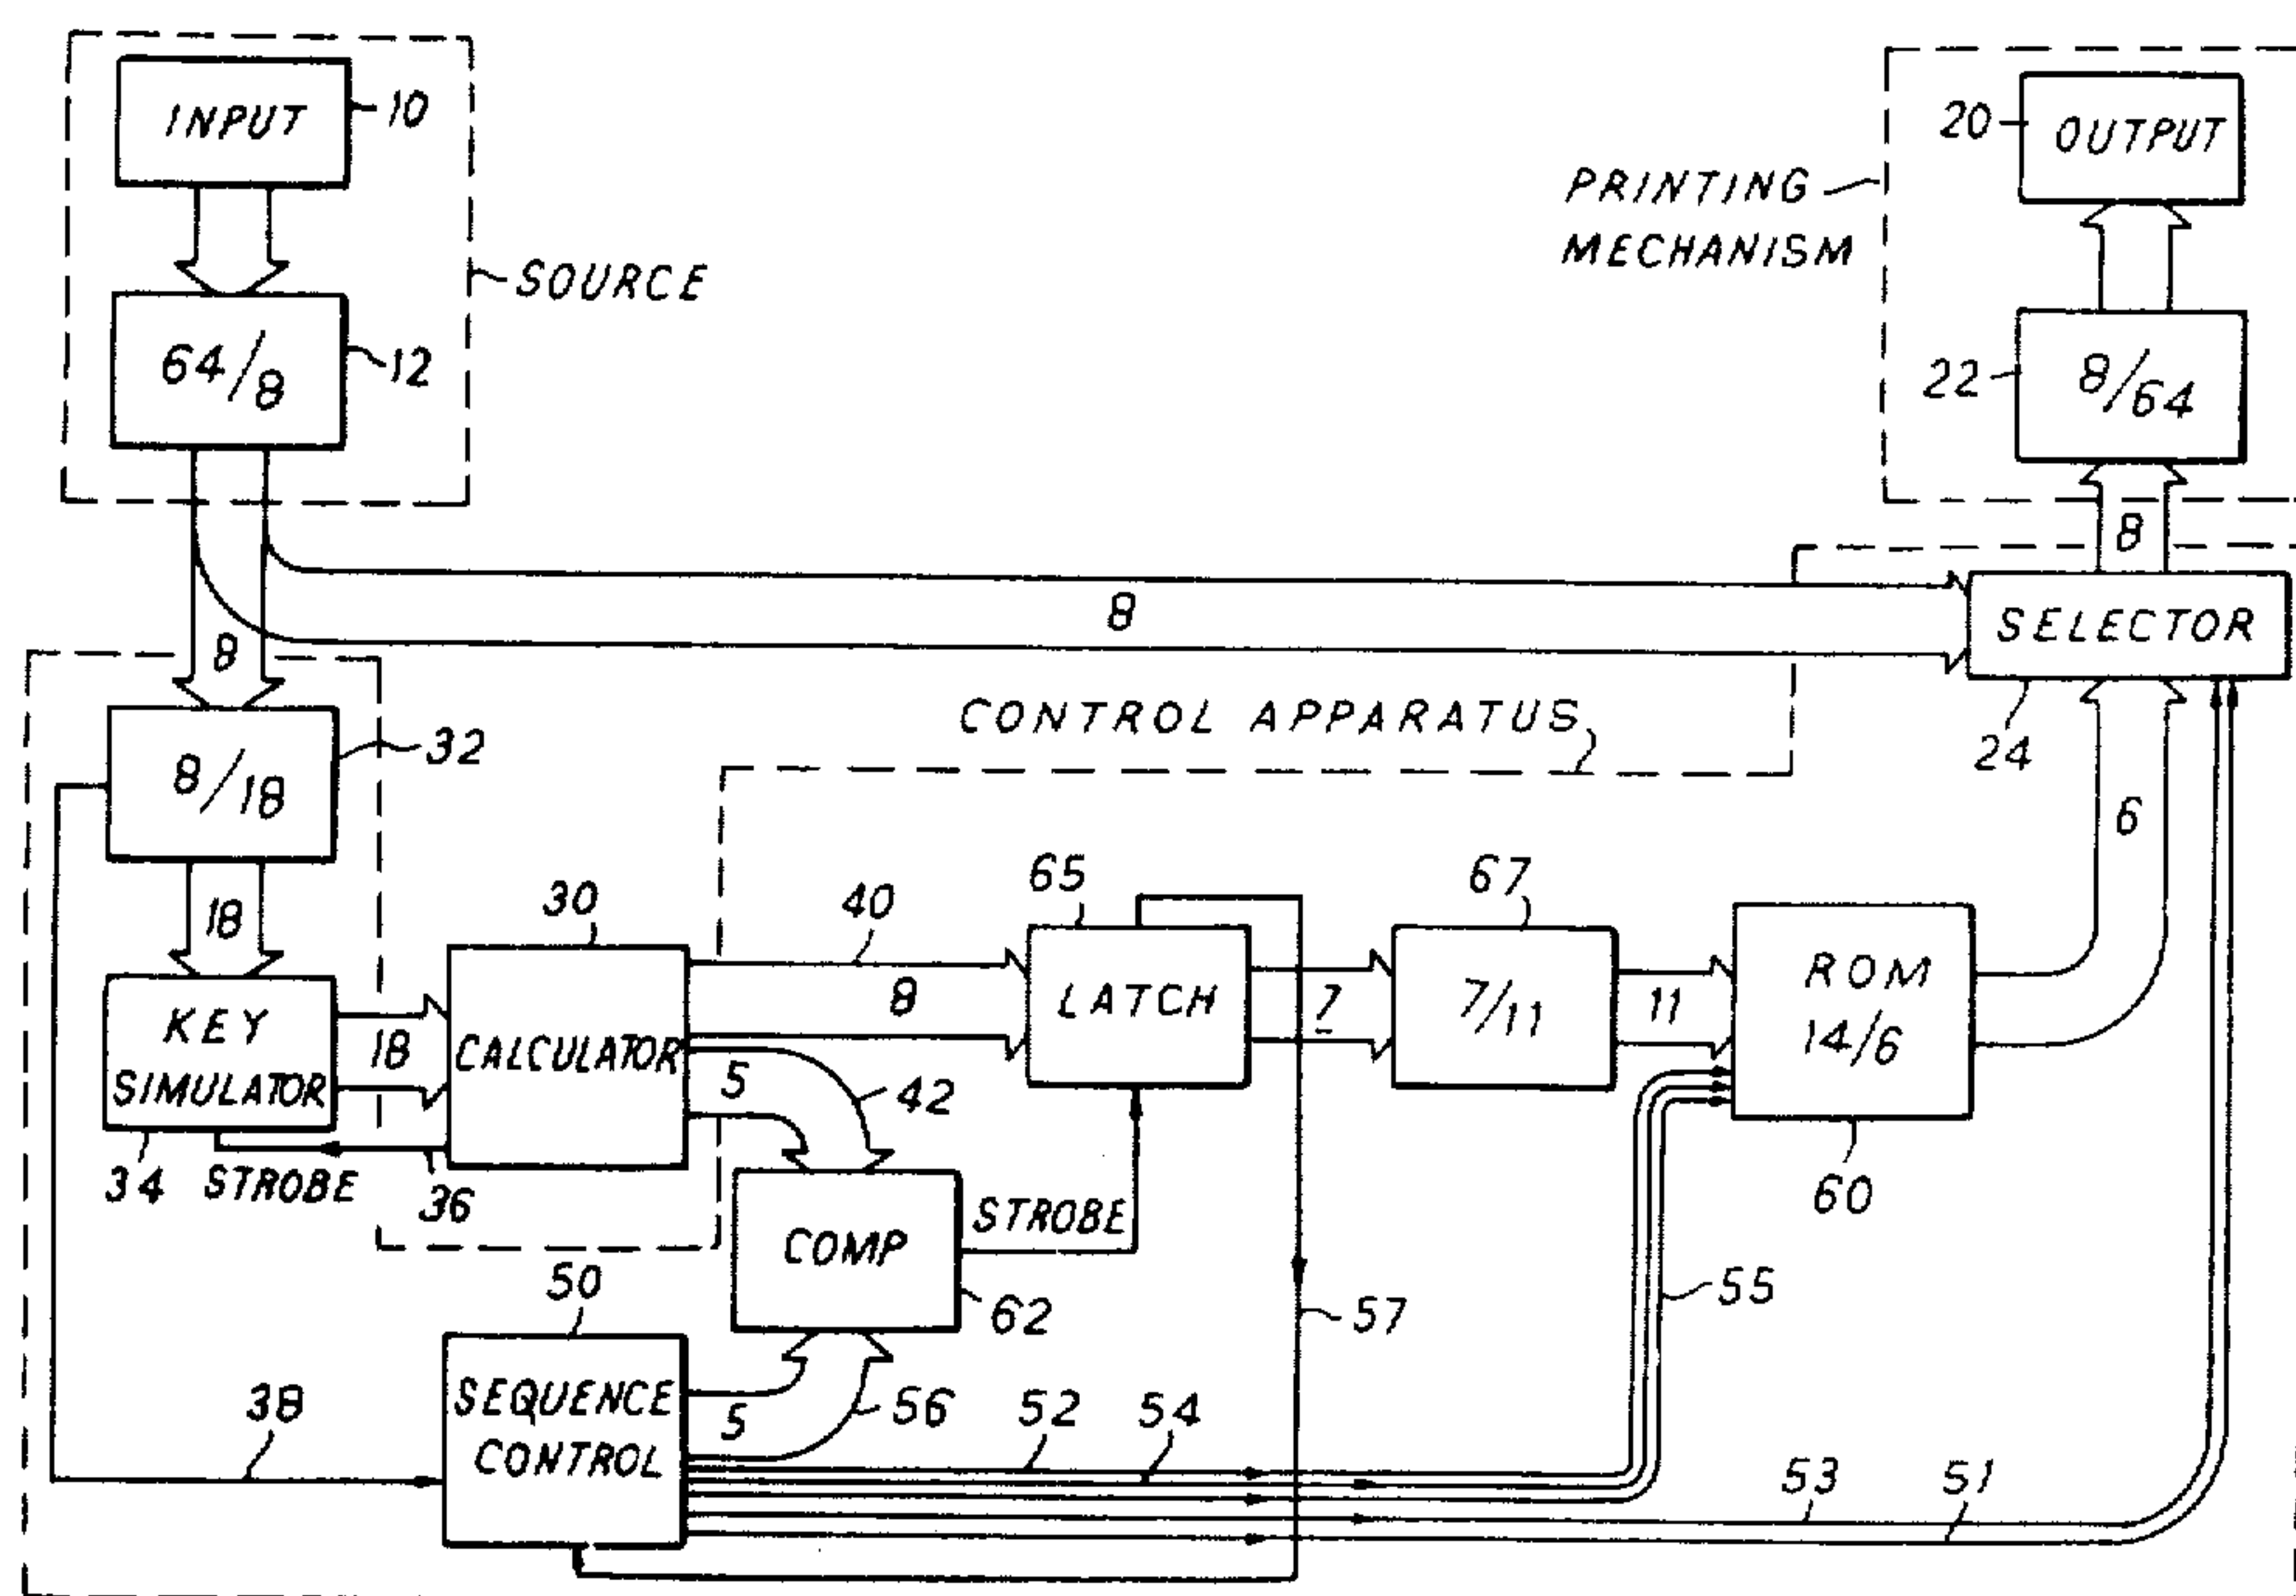 INPUT
10
64/8
12
SOURCE
20
OUTPUT
PRINTING
MECHANISM
22
8/64
8
8
SELECTOR
24
8
8/18
32
CONTROL APPARATUS
6
18
KEY
SIMULATOR
34
18
STROBE
36
30
CALCULATOR
40
8
5
42
65
LATCH
7
67
7/11
11
ROM
14/6
60
COMP
62
STROBE
57
55
50
SEQUENCE
CONTROL
38
5
56
52
54
53
51